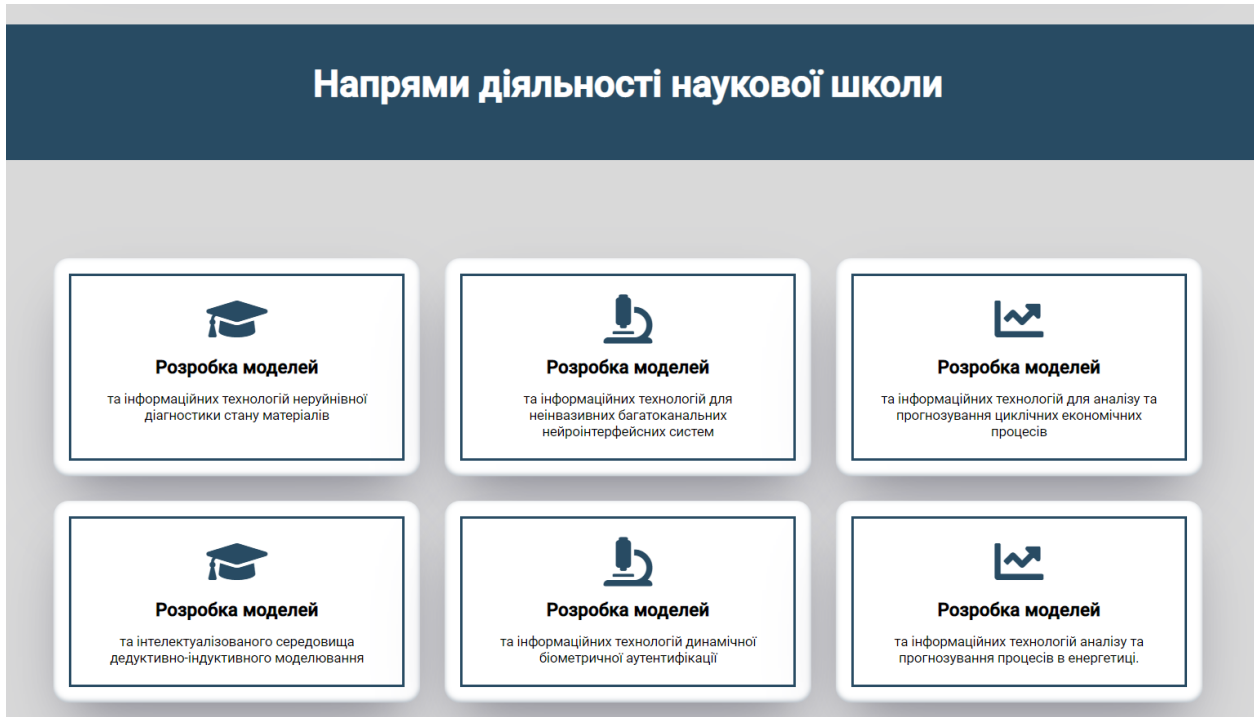 Напрями діяльності наукової школи
Розробка моделей
та інформаційних технологій неруйнівної
діагностики стану матеріалів
Розробка моделей
та інформаційних технологій для
неінвазивних багатоканальних
нейроінтерфейсних систем
Розробка моделей
та інформаційних технологій для аналізу та
прогнозування циклічних економічних
процесів
Розробка моделей
та інтелектуалізованого середовища
дедуктивно-індуктивного моделювання
Розробка моделей
та інформаційних технологій динамічної
біометричної аутентифікації
Розробка моделей
та інформаційних технологій аналізу та
прогнозування процесів в енергетиці.